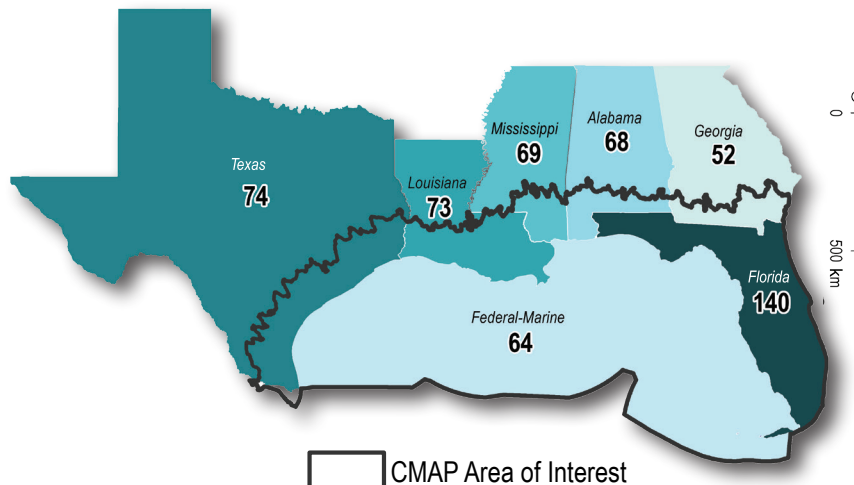 Texas
74
Louisiana
73
Mississippi
69
Alabama
68
Georgia
52
Florida
140
Federal-Marine
64
0
500 km
CMAP Area of Interest